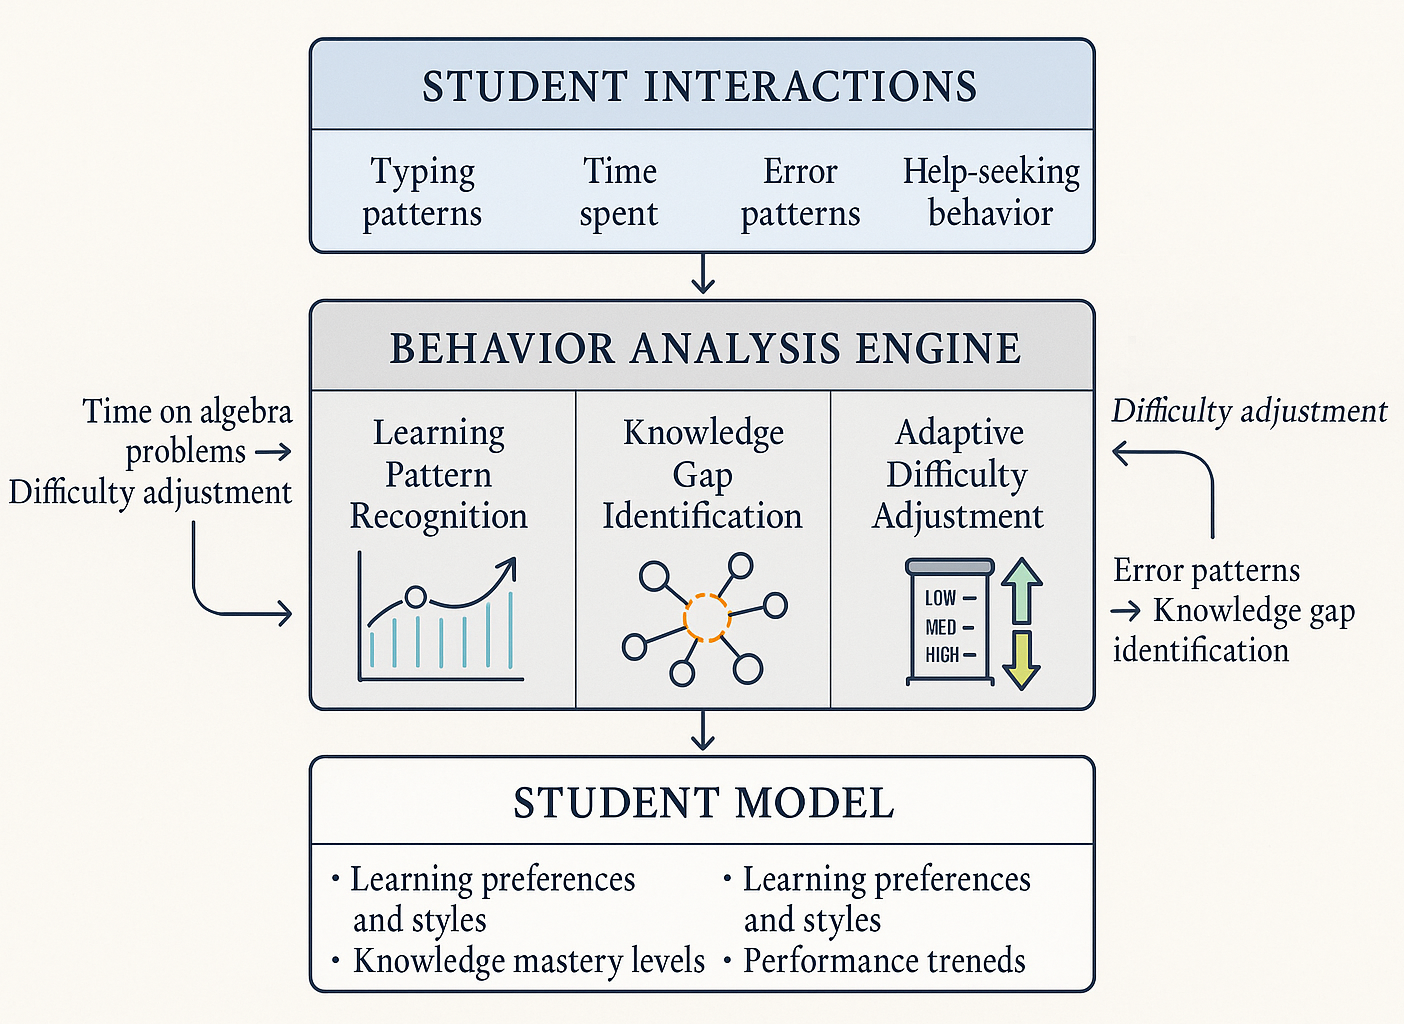 STUDENT INTERACTIONS
Typing patterns
Time spent
Error patterns
Help-seeking behavior
BEHAVIOR ANALYSIS ENGINE
Time on algebra
problems →
Difficulty adjustment
Learning
Pattern
Recognition
Knowledge
Gap
Identification
Adaptive
Difficulty
Adjustment
LOW
MED
HIGH
Difficulty adjustment
Error patterns
→ Knowledge gap
identification
STUDENT MODEL
• Learning preferences
and styles
• Knowledge mastery levels
• Learning preferences
and styles
• Performance treneds